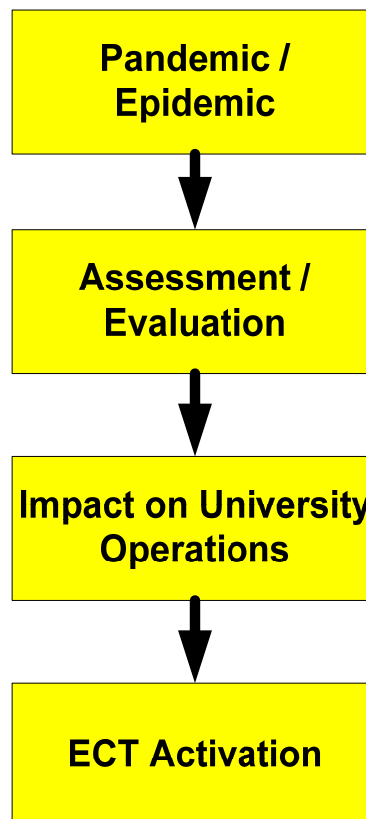 Pandemic /
Epidemic
Assessment /
Evaluation
Impact on University
Operations
ECT Activation